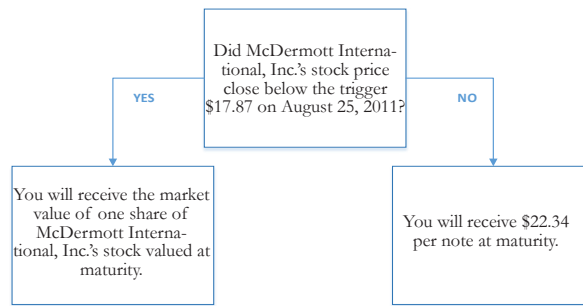 Did McDermott Interna-
tional, Inc.'s stock price
close below the trigger
$17.87 on August 25, 2011?
YES
NO
You will receive the market
value of one share of
McDermott Interna-
tional, Inc.'s stock valued at
maturity.
You will receive $22.34
per note at maturity.